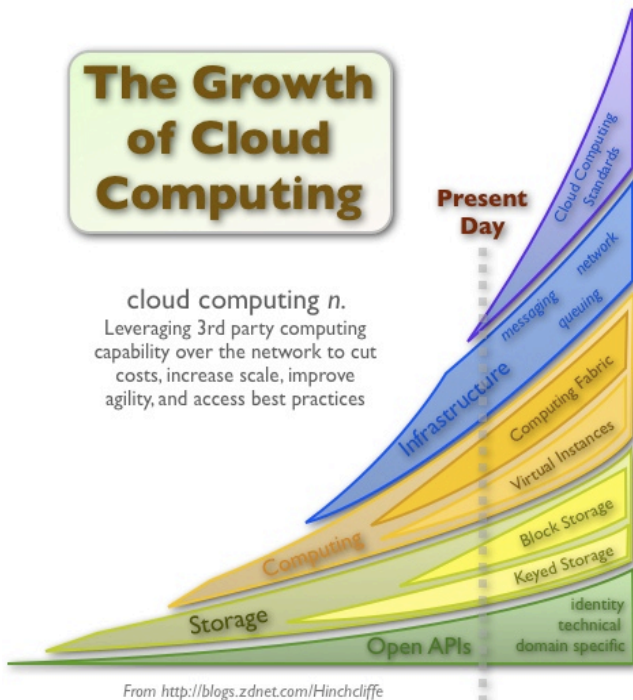 The Growth
of Cloud
Computing
Present
Day
cloud computing n.
Leveraging 3rd party computing
capability over the network to cut
costs, increase scale, improve
agility, and access best practices
Cloud Computing
Standards
network
messaging
queuing
Infrastructure
Computing Fabric
Virtual Instances
Computing
Block Storage
Keyed Storage
Storage
identity
technical
domain specific
Open APIs
From http://blogs.zdnet.com/Hinchcliffe